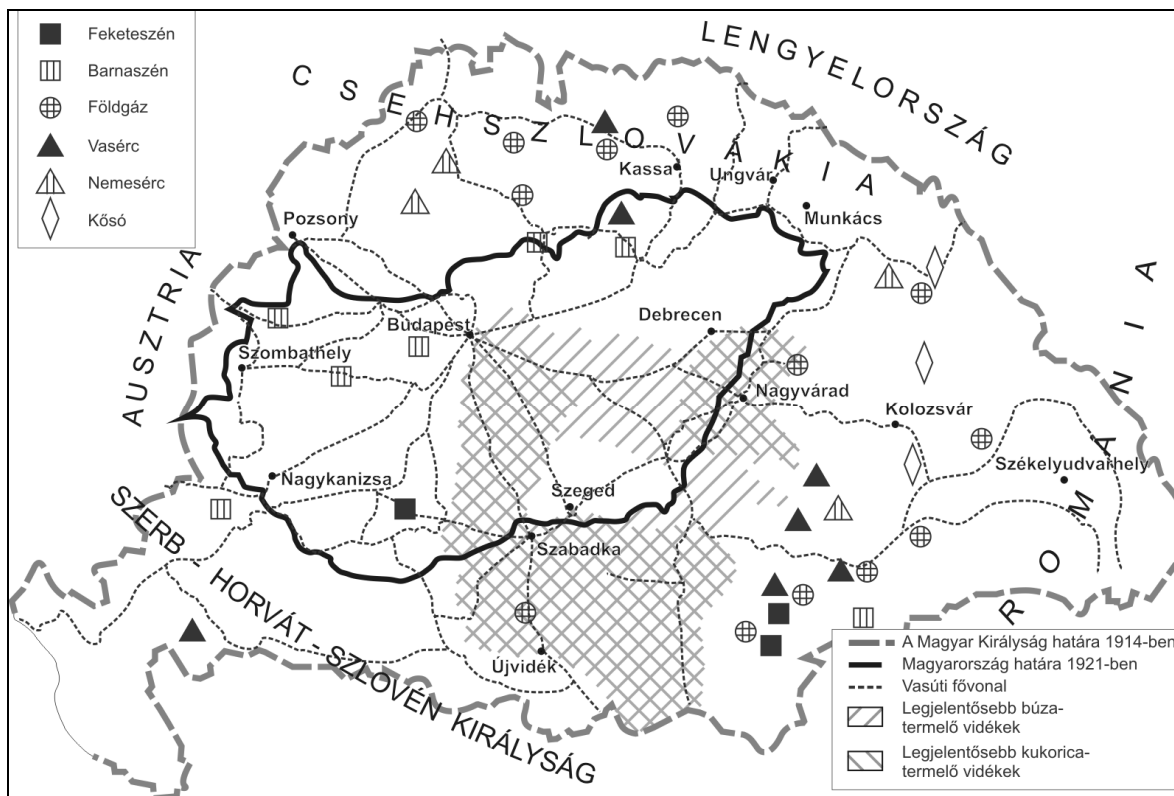 Feketeszén
Barnaszén
Földgáz
Vasérc
Nemesérc
Kősó
CSEHSZLOVÁKIA
LENGYELORSZÁG
AUSZTRIA
ROMÁNIA
SZERB - HORVÁT - SZLOVÉN KIRÁLYSÁG
Kassa
Ungvár
Munkács
Pozsony
Budapest
Debrecen
Szombathely
Nagyvárad
Kolozsvár
Székelyudvarhely
Nagykanizsa
Szeged
Szabadka
Újvidék
A Magyar Királyság határa 1914-ben
Magyarország határa 1921-ben
Vasúti fővonal
Legjelentősebb búza-
termelő vidékek
Legjelentősebb kukorica-
termelő vidékek